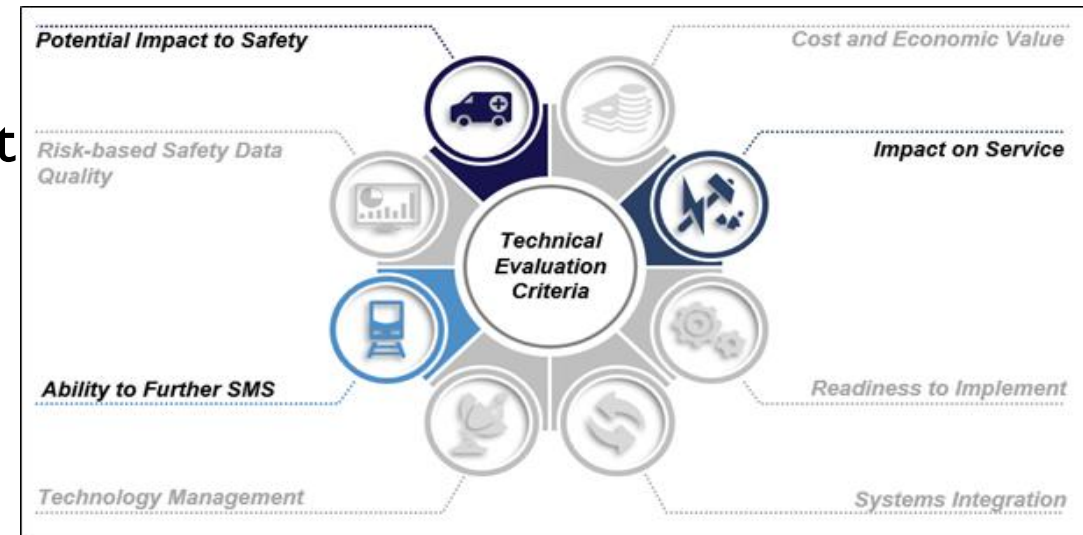 Potential Impact to Safety
Cost and Economic Value
t
Risk-based Safety Data
Quality
Impact on Service
Technical
Evaluation
Criteria
Ability to Further SMS
Readiness to Implement
Technology Management
Systems Integration